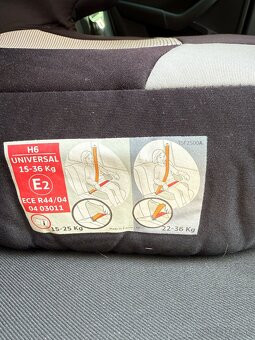 H6
UNIVERSAL
15-36 Kg
E2
ECE R44/04
04 03011
i
15-25 Kg
22-36 Kg